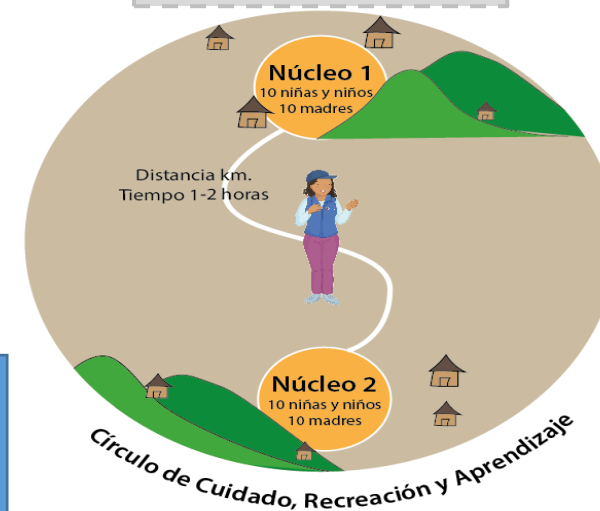 Núcleo 1
10 niñas y niños
10 madres
Distancia km.
Tiempo 1-2 horas
Núcleo 2
10 niñas y niños
10 madres
Círculo de Cuidado, Recreación y Aprendizaje